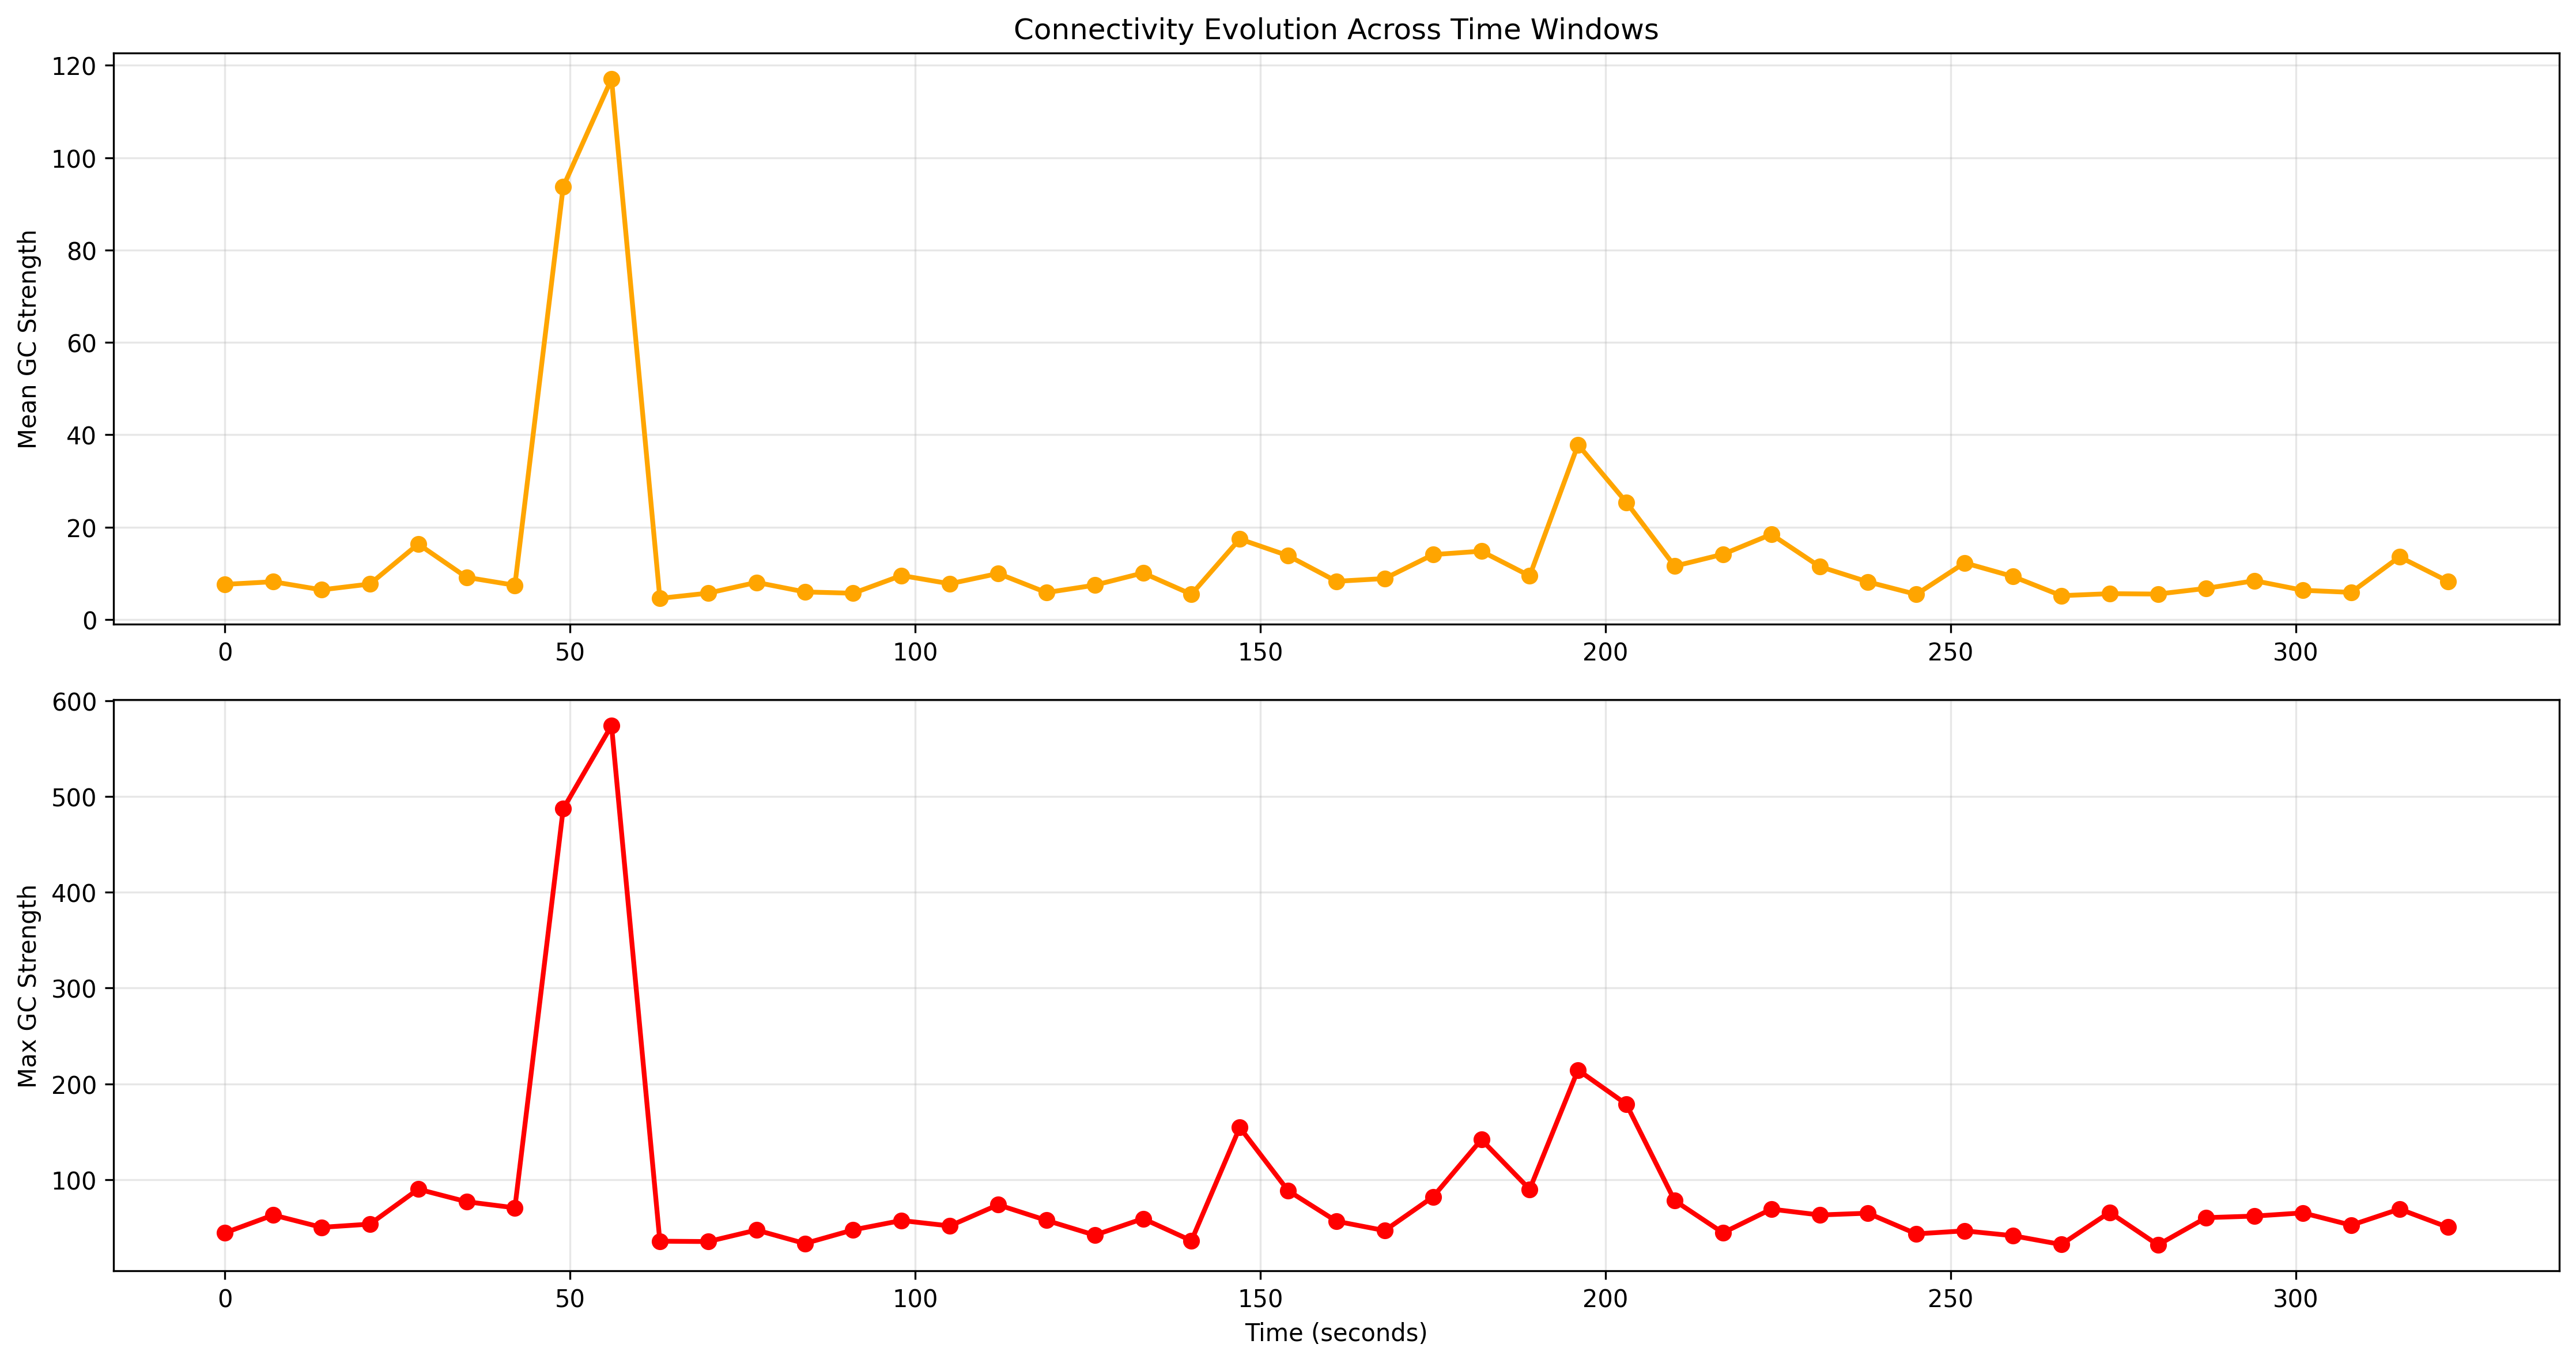 Connectivity Evolution Across Time Windows
120
100
80
60
40
20
0
Mean GC Strength
0 50 100 150 200 250 300
600
500
400
300
200
100
Max GC Strength
0 50 100 150 200 250 300
Time (seconds)